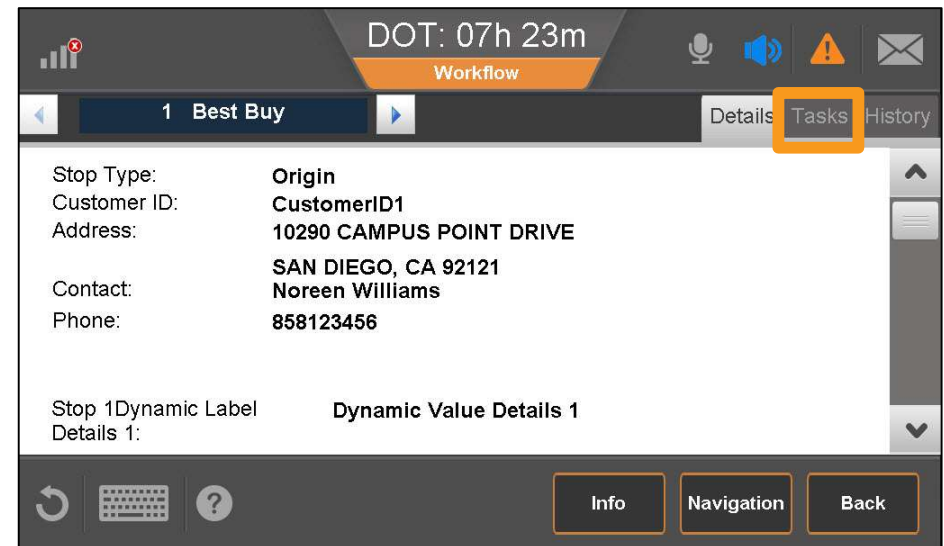 DOT: 07h 23m
Workflow
1 Best Buy
Details Tasks History
Stop Type: Origin
Customer ID: CustomerID1
Address: 10290 CAMPUS POINT DRIVE
SAN DIEGO, CA 92121
Contact: Noreen Williams
Phone: 858123456
Stop 1Dynamic Label Dynamic Value Details 1
Details 1:
? Info Navigation Back